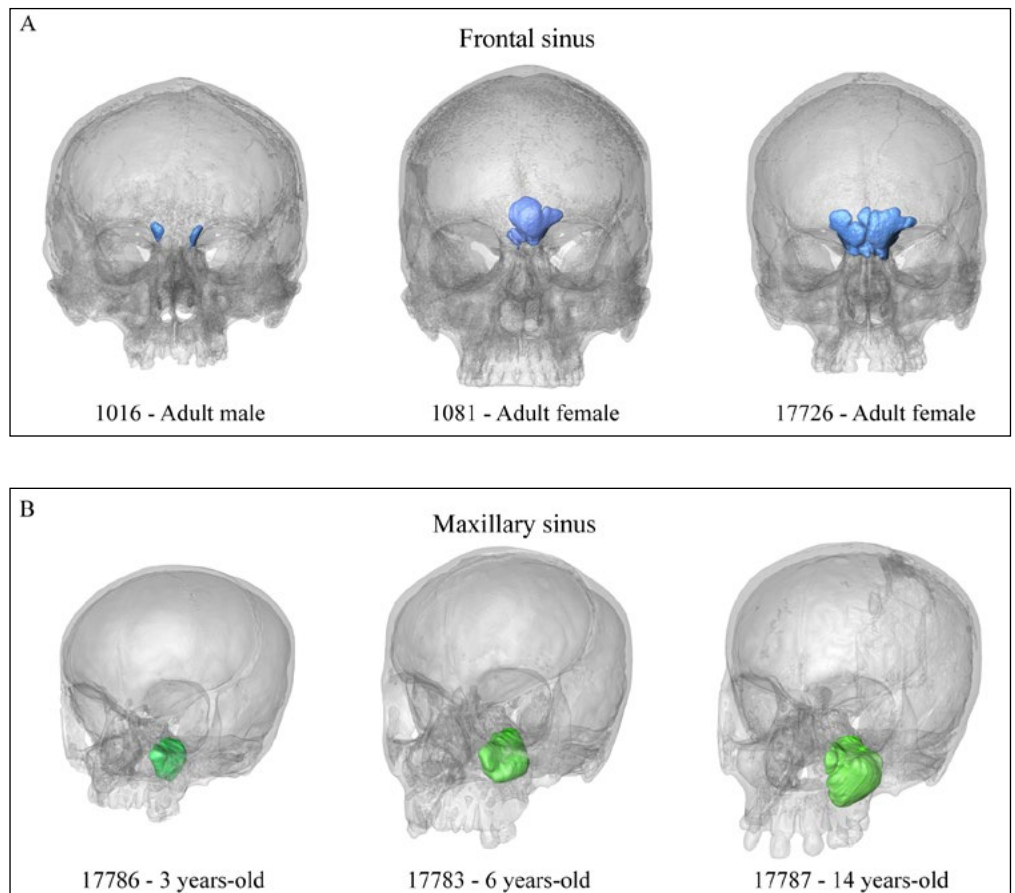 A
Frontal sinus
1016 - Adult male
1081 - Adult female
17726 - Adult female
B
Maxillary sinus
17786 - 3 years-old
17783 - 6 years-old
17787 - 14 years-old